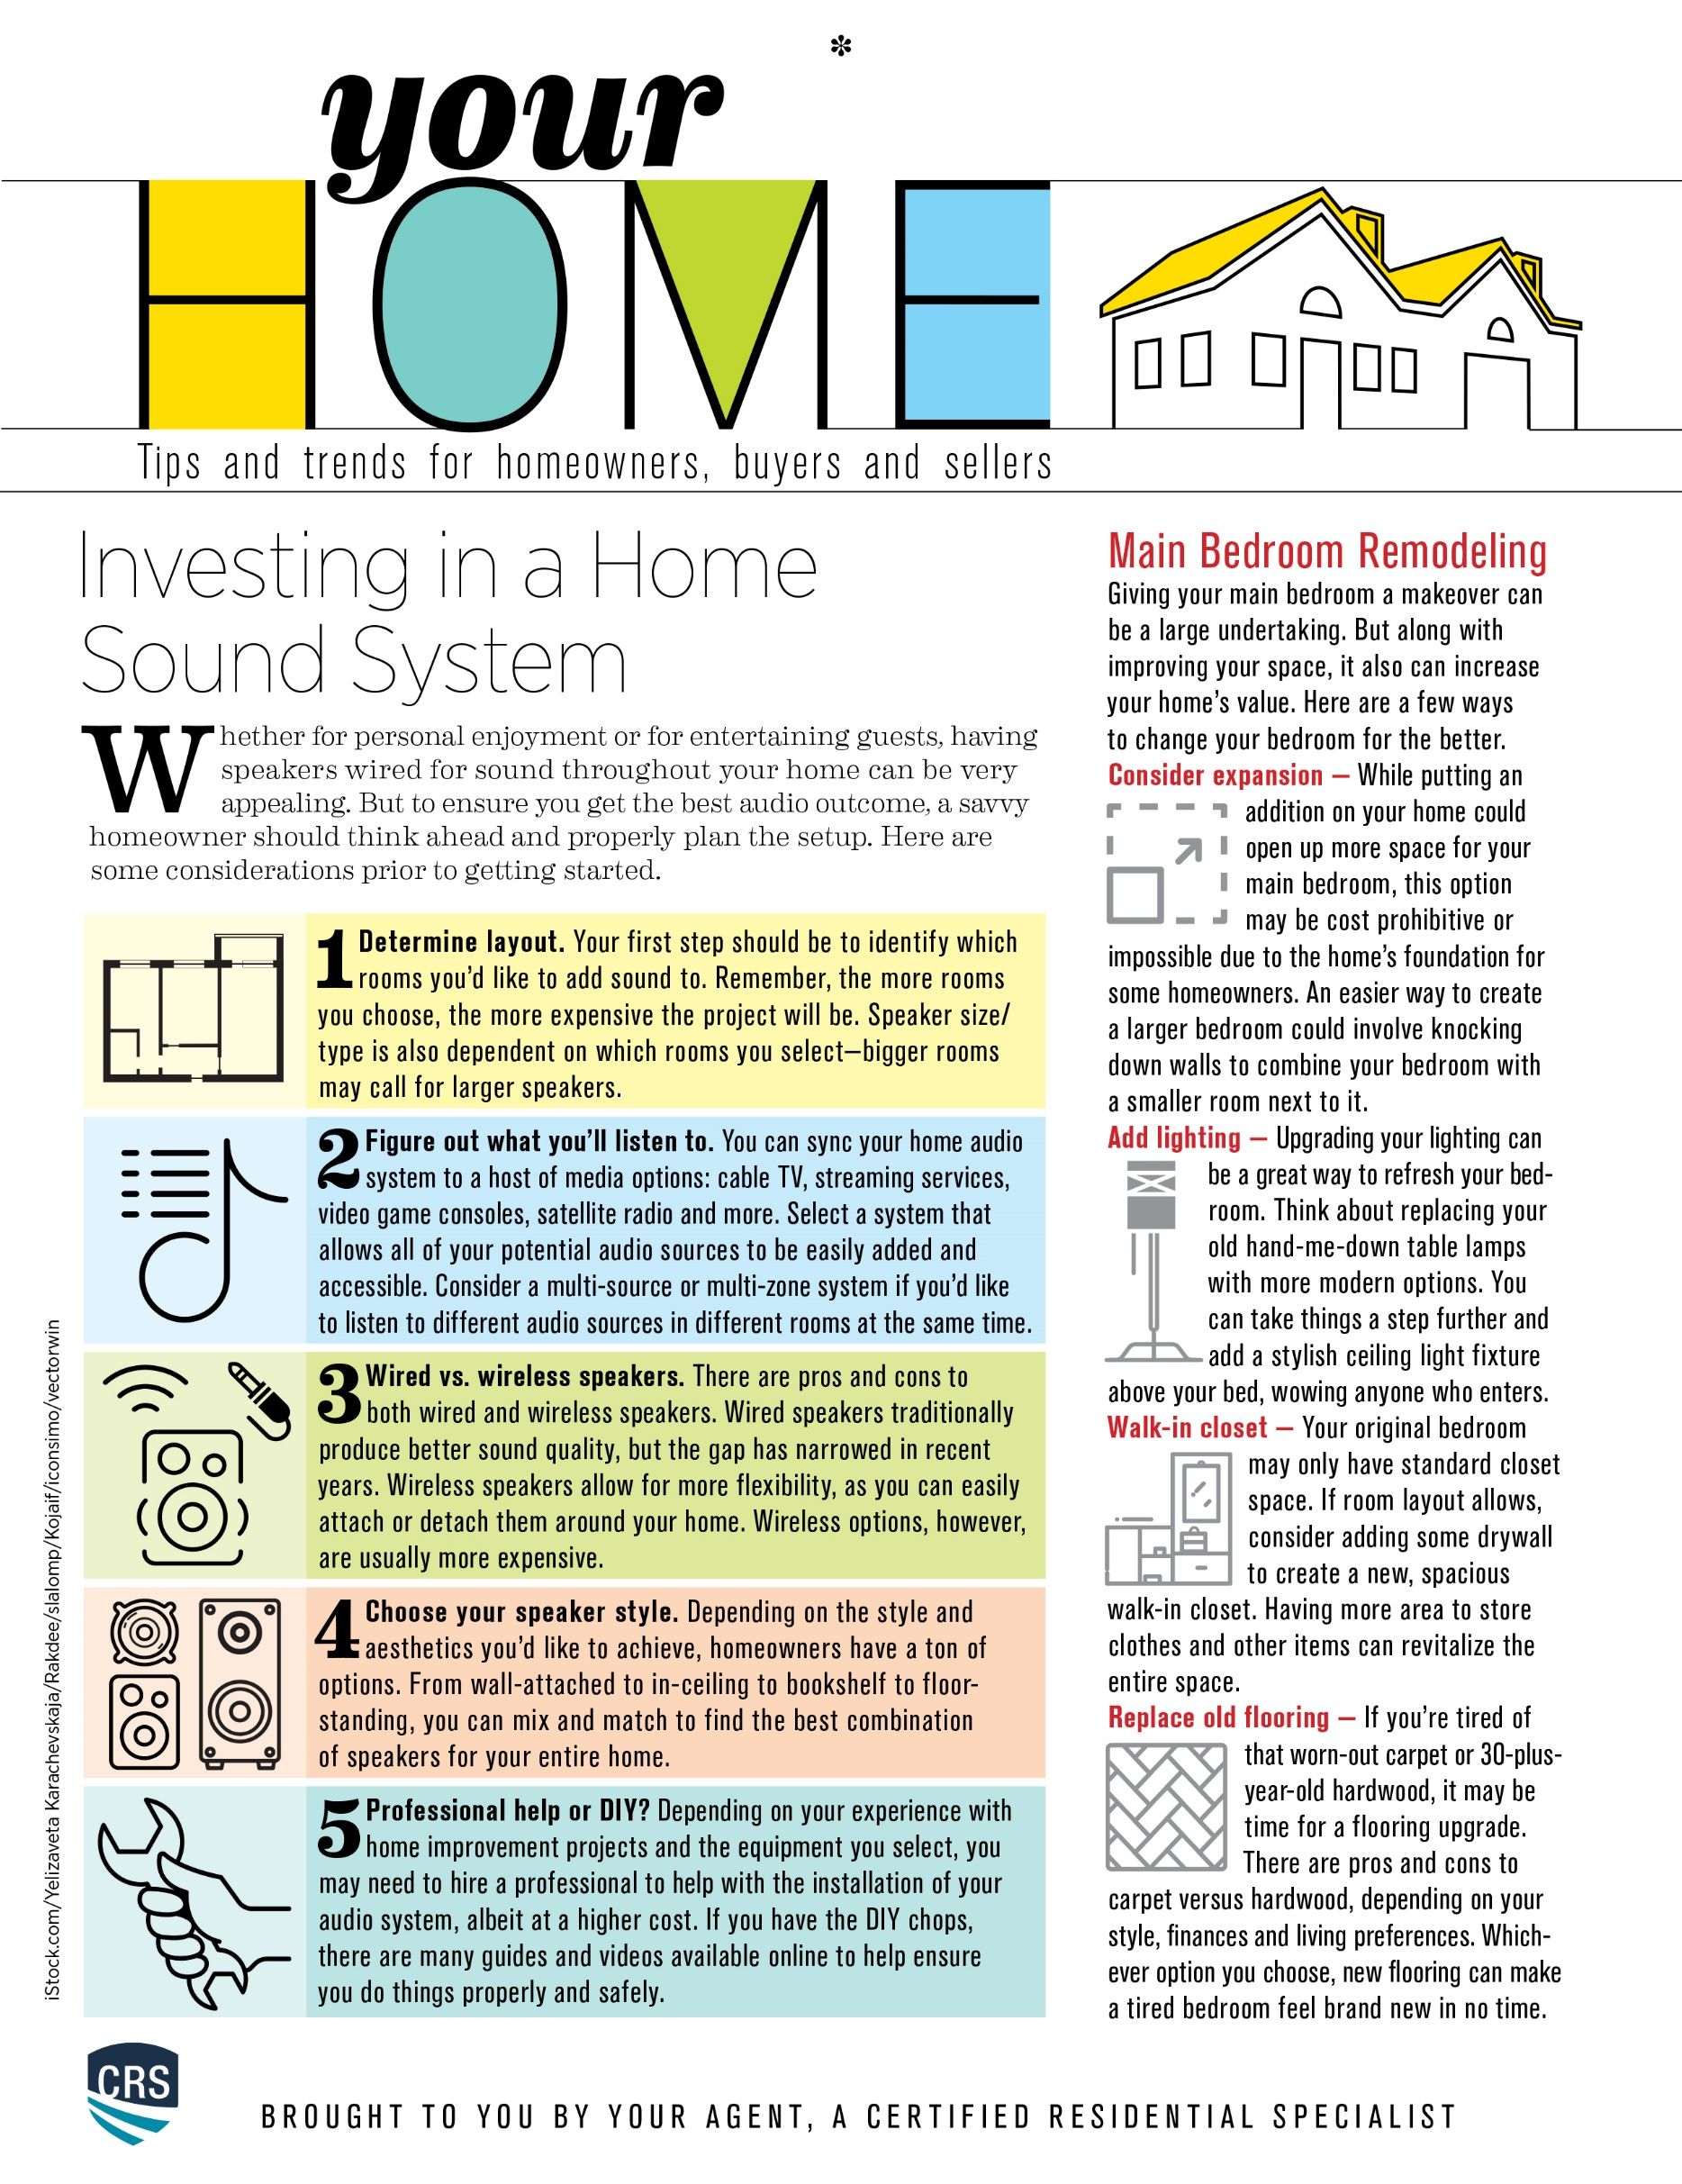 *
your
HOME
Tips and trends for homeowners, buyers and sellers
Investing in a Home
Sound System
Whether for personal enjoyment or for entertaining guests, having
speakers wired for sound throughout your home can be very
appealing. But to ensure you get the best audio outcome, a savvy
homeowner should think ahead and properly plan the setup. Here are
some considerations prior to getting started.
1 Determine layout. Your first step should be to identify which
rooms you'd like to add sound to. Remember, the more rooms
you choose, the more expensive the project will be. Speaker size/
type is also dependent on which rooms you select—bigger rooms
may call for larger speakers.
2 Figure out what you'll listen to. You can sync your home audio
system to a host of media options: cable TV, streaming services,
video game consoles, satellite radio and more. Select a system that
allows all of your potential audio sources to be easily added and
accessible. Consider a multi-source or multi-zone system if you'd like
to listen to different audio sources in different rooms at the same time.
3 Wired vs. wireless speakers. There are pros and cons to
both wired and wireless speakers. Wired speakers traditionally
produce better sound quality, but the gap has narrowed in recent
years. Wireless speakers allow for more flexibility, as you can easily
attach or detach them around your home. Wireless options, however,
are usually more expensive.
4 Choose your speaker style. Depending on the style and
aesthetics you'd like to achieve, homeowners have a ton of
options. From wall-attached to in-ceiling to bookshelf to floor-
standing, you can mix and match to find the best combination
of speakers for your entire home.
5 Professional help or DIY? Depending on your experience with
home improvement projects and the equipment you select, you
may need to hire a professional to help with the installation of your
audio system, albeit at a higher cost. If you have the DIY chops,
there are many guides and videos available online to help ensure
you do things properly and safely.
iStock.com/Yelizaveta Karachevskaja/Rakdee/slalomp/Kojaif/iconsimo/vectorwin
Main Bedroom Remodeling
Giving your main bedroom a makeover can
be a large undertaking. But along with
improving your space, it also can increase
your home's value. Here are a few ways
to change your bedroom for the better.
Consider expansion — While putting an
addition on your home could
open up more space for your
main bedroom, this option
may be cost prohibitive or
impossible due to the home's foundation for
some homeowners. An easier way to create
a larger bedroom could involve knocking
down walls to combine your bedroom with
a smaller room next to it.
Add lighting — Upgrading your lighting can
be a great way to refresh your bed-
room. Think about replacing your
old hand-me-down table lamps
with more modern options. You
can take things a step further and
add a stylish ceiling light fixture
above your bed, wowing anyone who enters.
Walk-in closet — Your original bedroom
may only have standard closet
space. If room layout allows,
consider adding some drywall
to create a new, spacious
walk-in closet. Having more area to store
clothes and other items can revitalize the
entire space.
Replace old flooring — If you're tired of
that worn-out carpet or 30-plus-
year-old hardwood, it may be
time for a flooring upgrade.
There are pros and cons to
carpet versus hardwood, depending on your
style, finances and living preferences. Which-
ever option you choose, new flooring can make
a tired bedroom feel brand new in no time.
CRS
BROUGHT TO YOU BY YOUR AGENT, A CERTIFIED RESIDENTIAL SPECIALIST